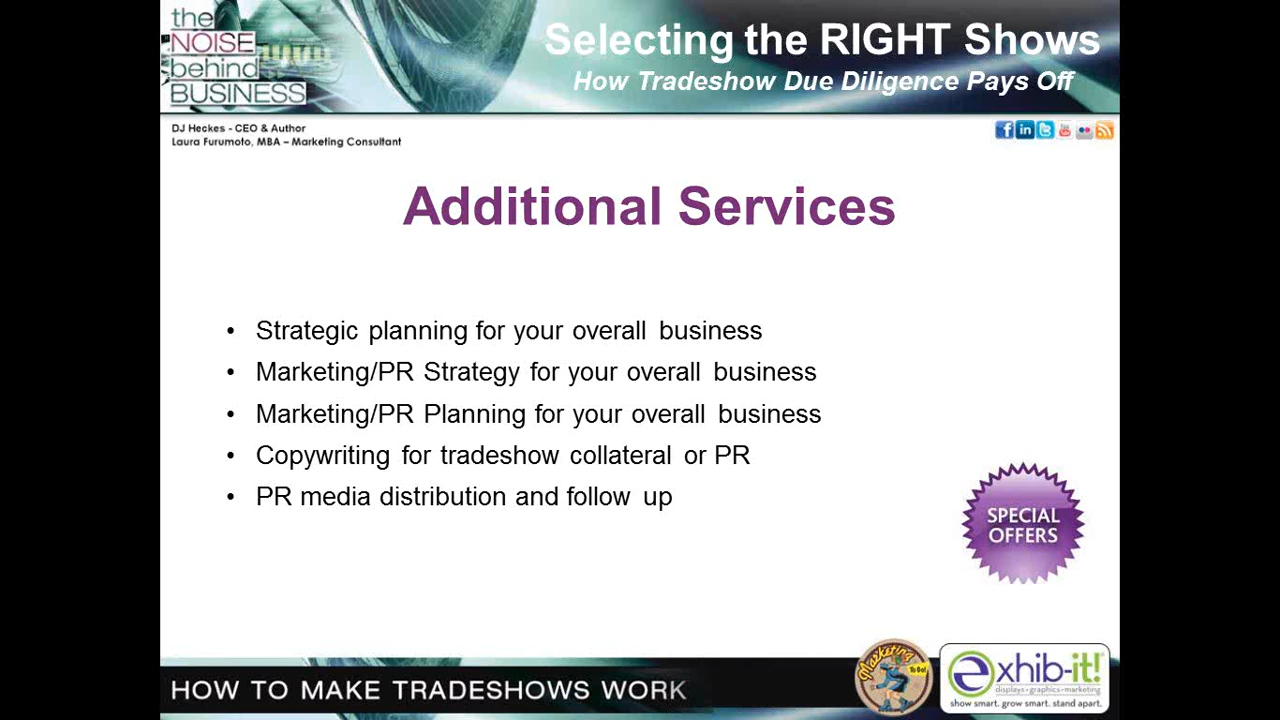 the
NOISE
behind
BUSINESS
Selecting the RIGHT Shows
How Tradeshow Due Diligence Pays Off
DJ Heckes - CEO & Author
Laura Furumoto, MBA – Marketing Consultant
Additional Services
• Strategic planning for your overall business
• Marketing/PR Strategy for your overall business
• Marketing/PR Planning for your overall business
• Copywriting for tradeshow collateral or PR
• PR media distribution and follow up
SPECIAL
OFFERS
HOW TO MAKE TRADESHOWS WORK
Marketing
To Go!
exhib-it!
displays•graphics•marketing
show smart. grow smart. stand apart.